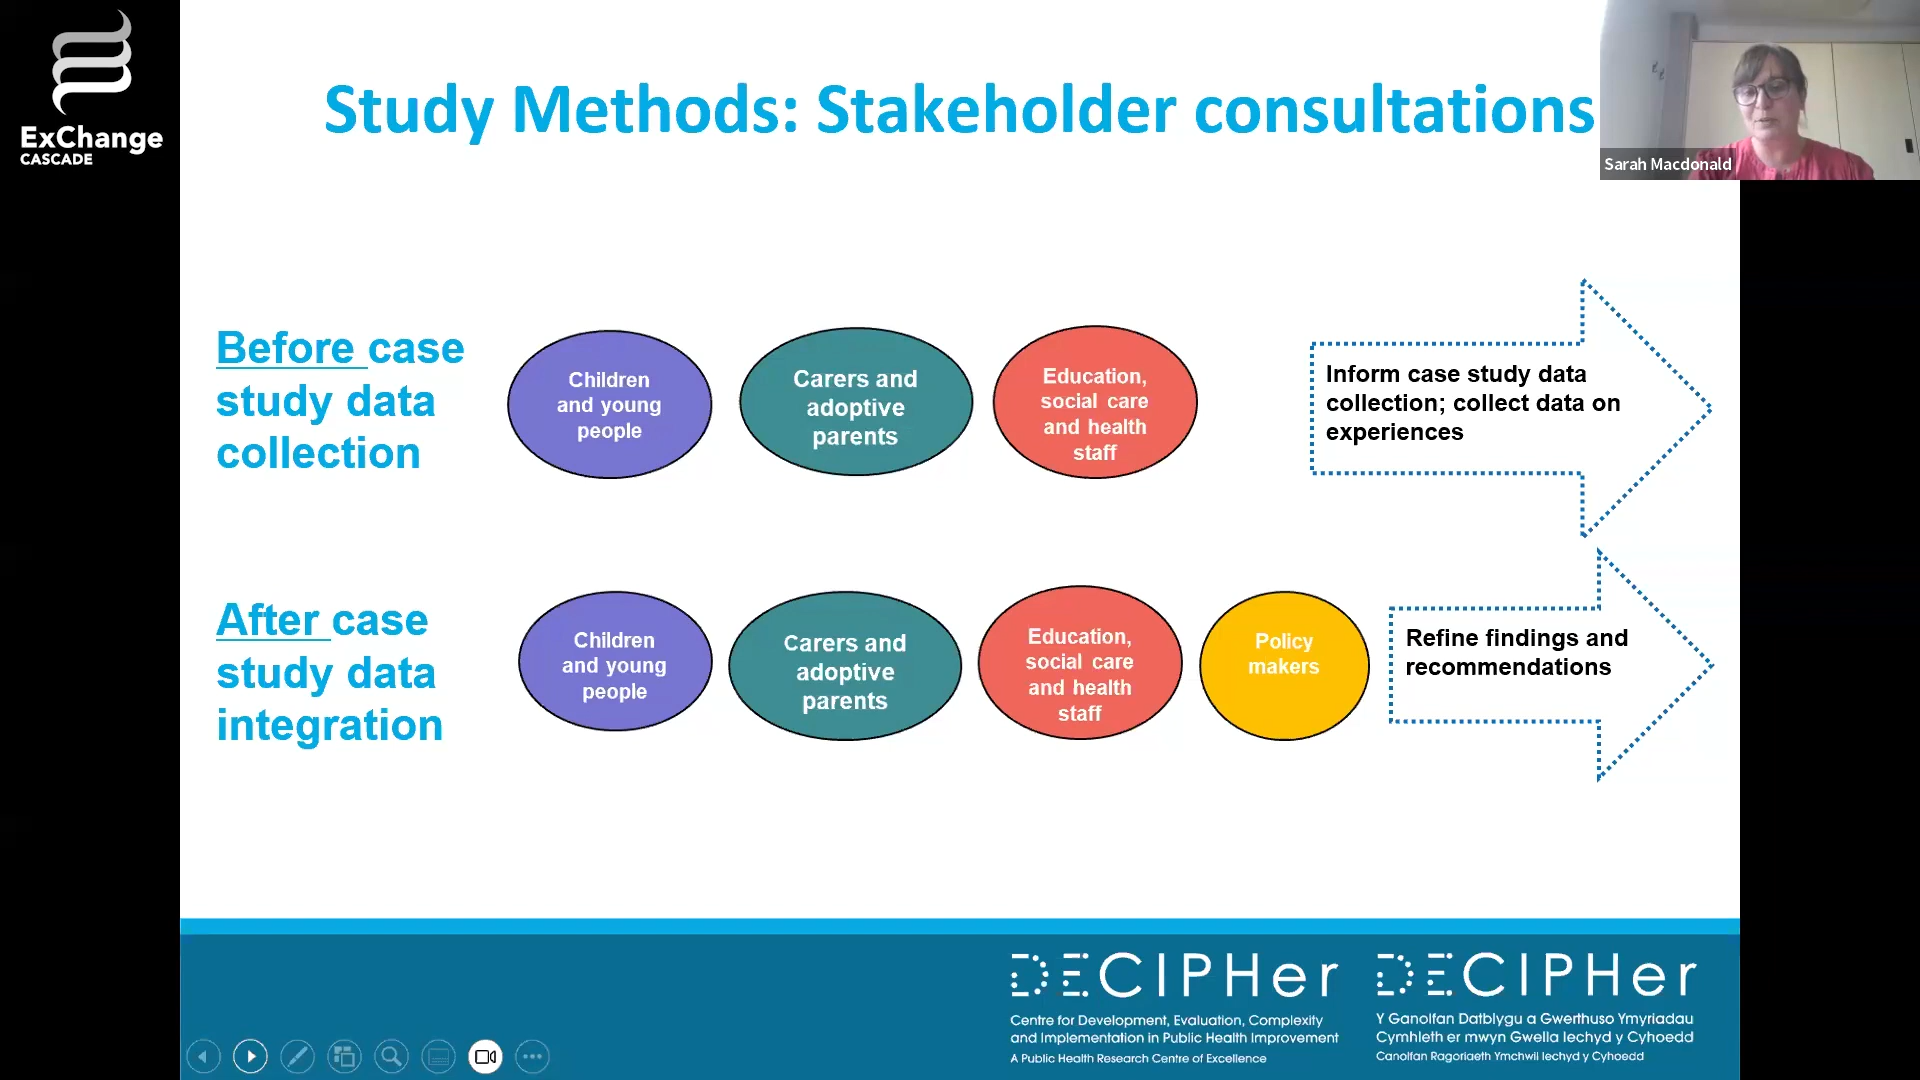 ExChange
CASCADE
Study Methods: Stakeholder consultations
Sarah Macdonald
Before case
study data
collection
Children
and young
people
Carers and
adoptive
parents
Education,
social care
and health
staff
Inform case study data
collection; collect data on
experiences
After case
study data
integration
Children
and young
people
Carers and
adoptive
parents
Education,
social care
and health
staff
Policy
makers
Refine findings and
recommendations
DECIPHer
Centre for Development, Evaluation, Complexity
and Implementation in Public Health Improvement
A Public Health Research Centre of Excellence
DECIPHer
Y Ganolfan Datblygu a Gwerthuso Ymyriadau
Cymhleth er mwyn Gwella Iechyd y Cyhoedd
Canolfan Ragoriaeth Ymchwil Iechyd y Cyhoedd